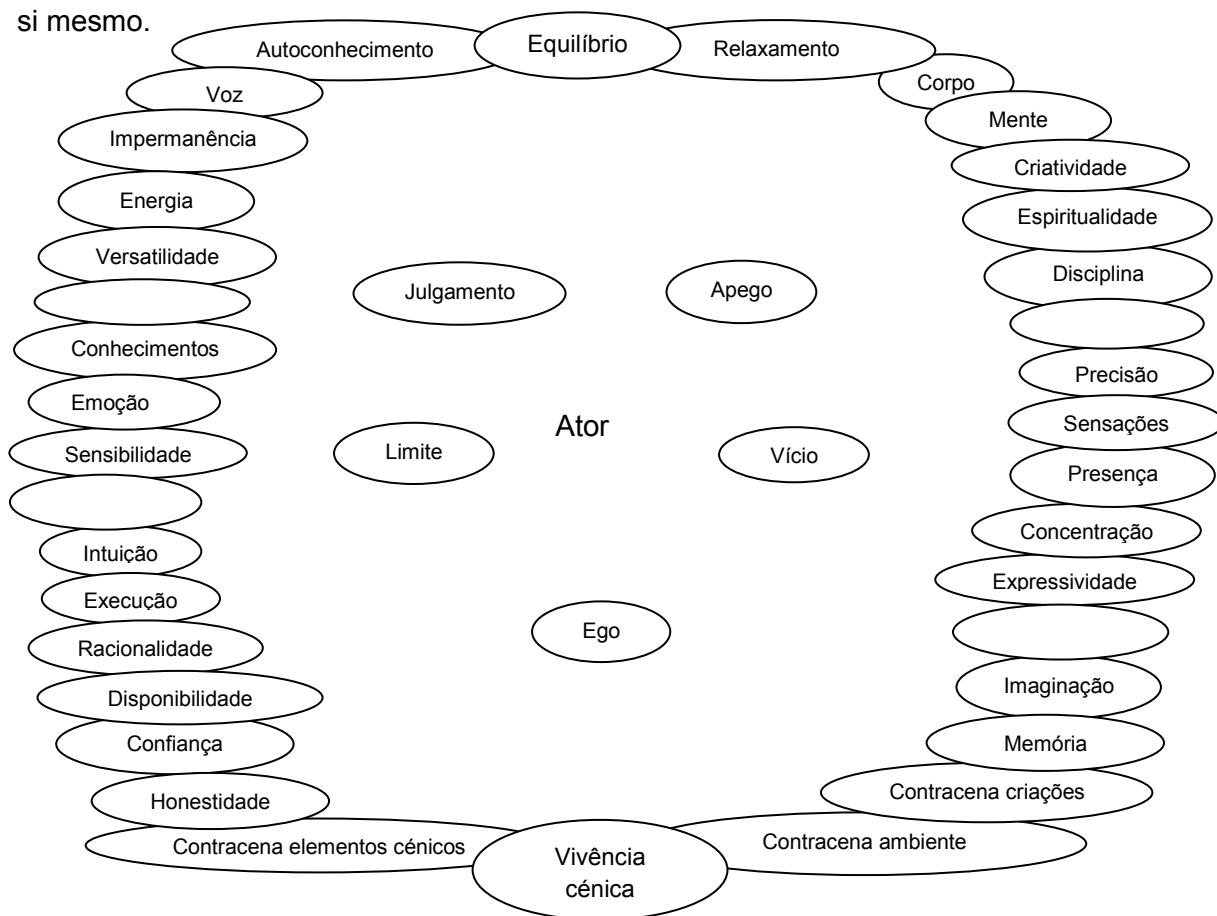 si mesmo.
Autoconhecimento
Equilíbrio
Relaxamento
Voz
Corpo
Impermanência
Mente
Criatividade
Energia
Espiritualidade
Versatilidade
Disciplina
Julgamento
Apego
Conhecimentos
Precisão
Emoção
Ator
Sensações
Sensibilidade
Limite
Vício
Presença
Intuição
Concentração
Execução
Expressividade
Ego
Racionalidade
Imaginação
Disponibilidade
Confiança
Memória
Honestidade
Contracena criações
Contracena elementos cénicos
Vivência
cénica
Contracena ambiente